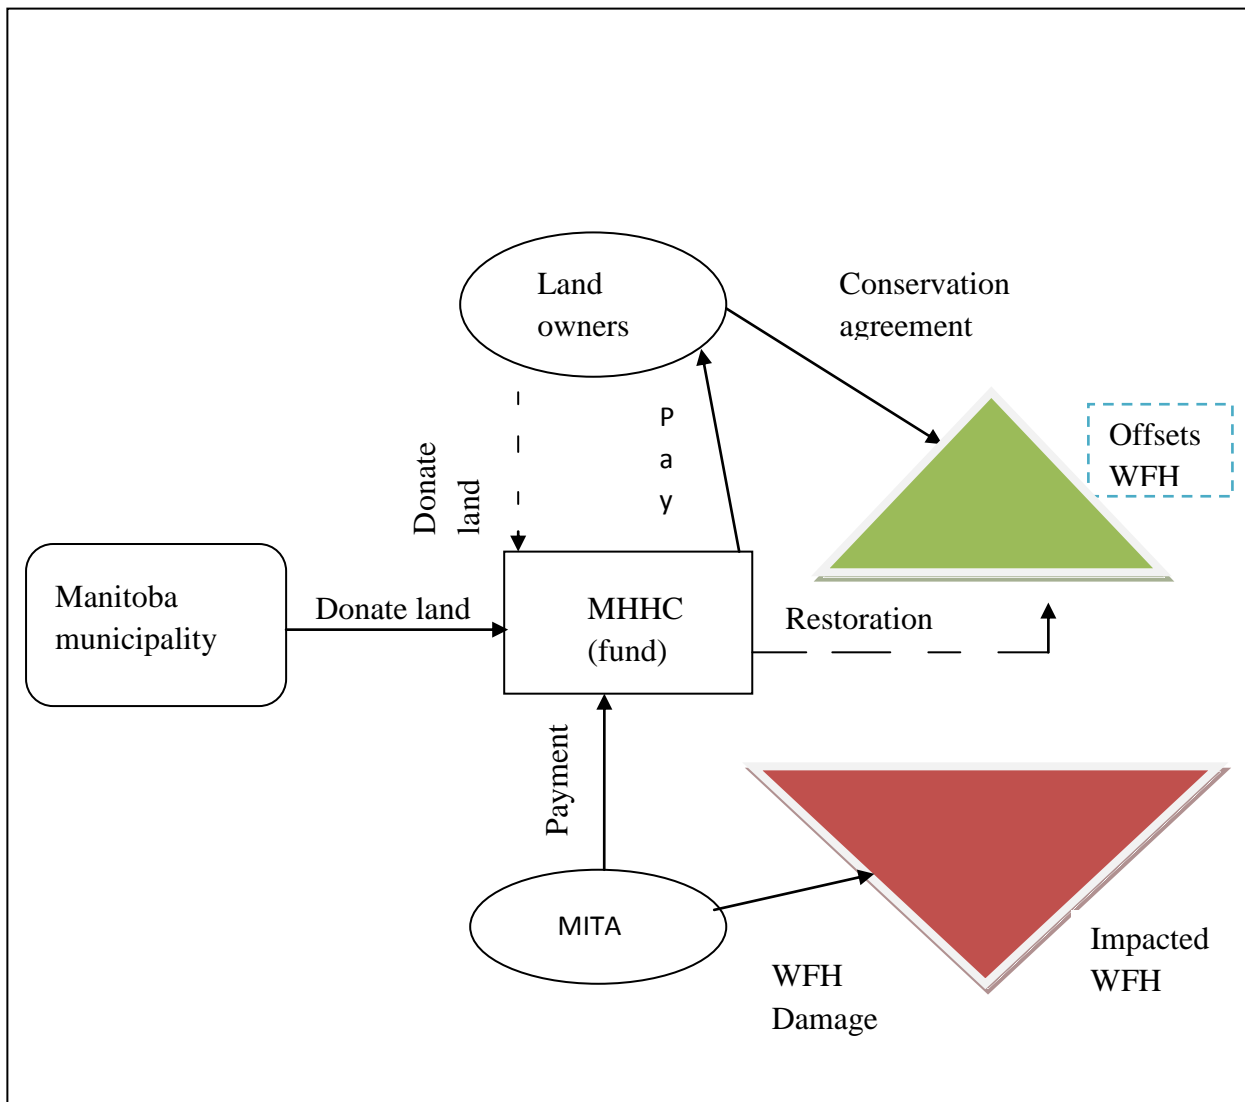 Land
owners
Conservation
agreement
Offsets
WFH
Donate
land
P
a
y
Manitoba
municipality
Donate land
MHHC
(fund)
Restoration
Payment
MITA
WFH
Damage
Impacted
WFH